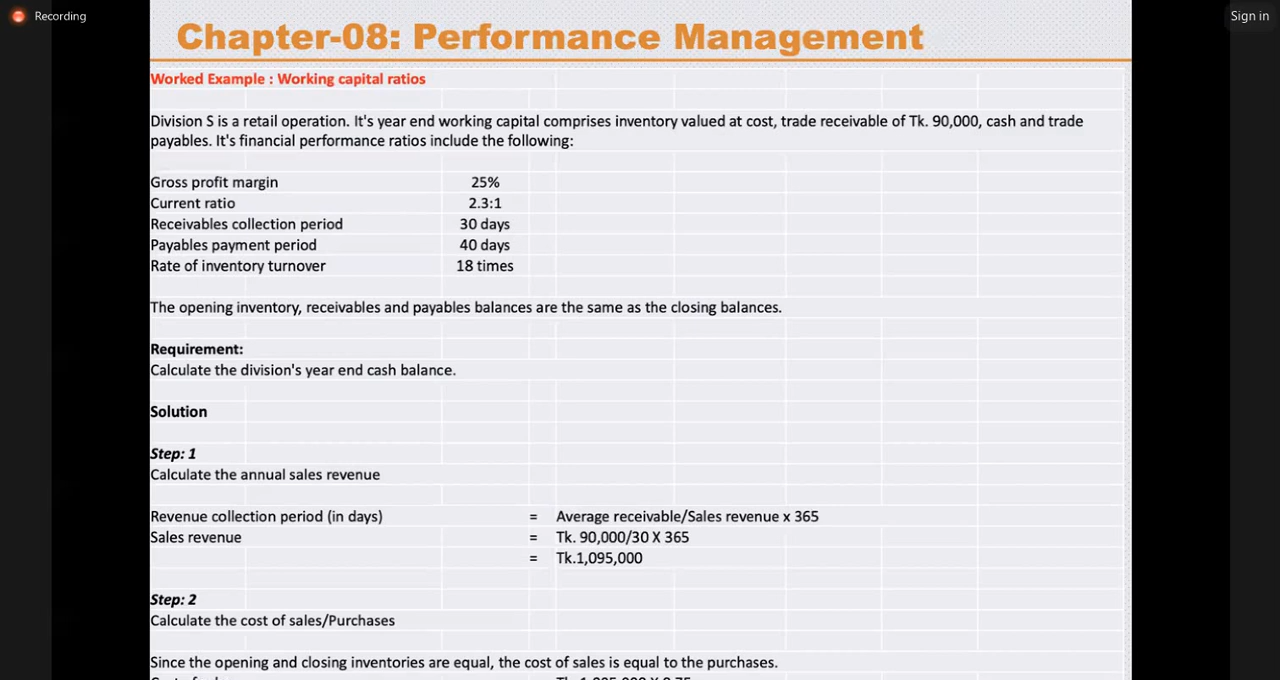 Recording
Sign in
Chapter-08: Performance Management
Worked Example : Working capital ratios
Division S is a retail operation. It's year end working capital comprises inventory valued at cost, trade receivable of Tk. 90,000, cash and trade
payables. It's financial performance ratios include the following:
Gross profit margin 25%
Current ratio 2.3:1
Receivables collection period 30 days
Payables payment period 40 days
Rate of inventory turnover 18 times
The opening inventory, receivables and payables balances are the same as the closing balances.
Requirement:
Calculate the division's year end cash balance.
Solution
Step: 1
Calculate the annual sales revenue
Revenue collection period (in days) = Average receivable/Sales revenue x 365
Sales revenue = Tk. 90,000/30 X 365
= Tk.1,095,000
Step: 2
Calculate the cost of sales/Purchases
Since the opening and closing inventories are equal, the cost of sales is equal to the purchases.